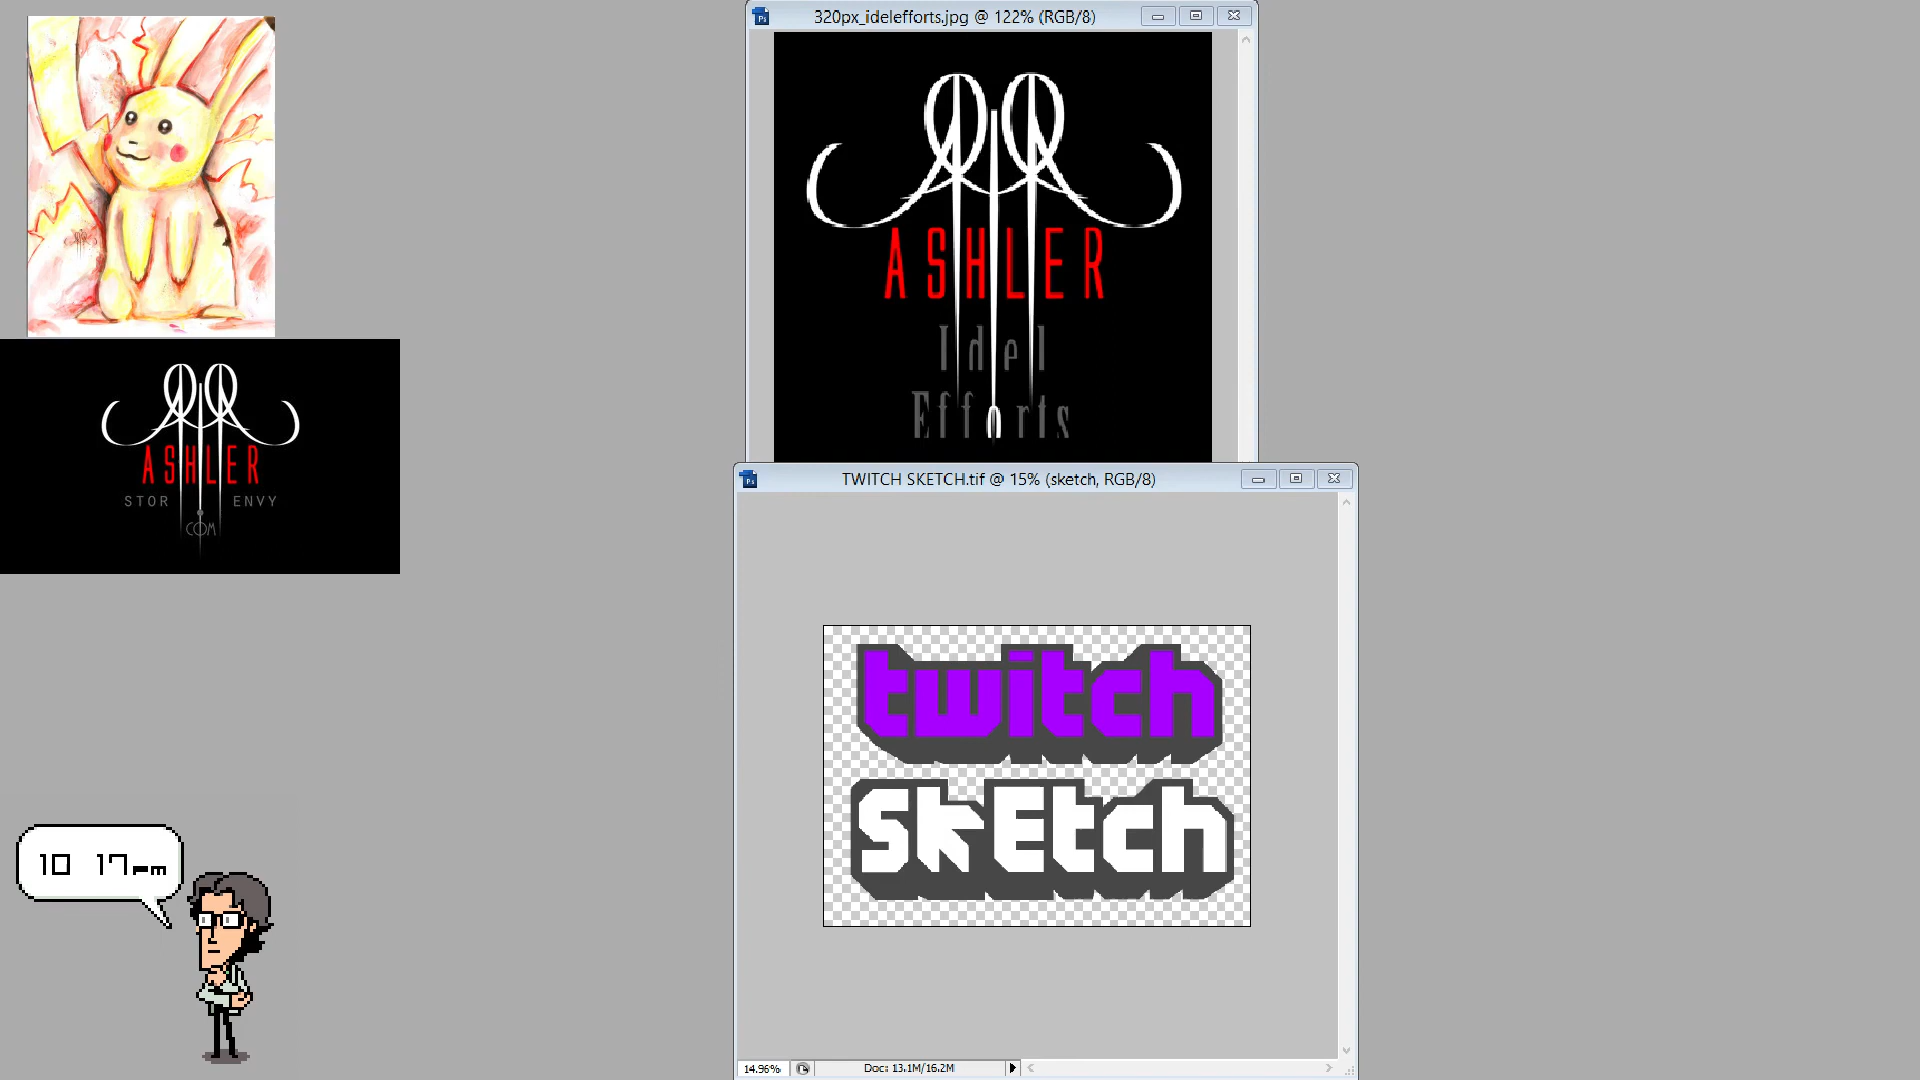 320px_idelefforts.jpg @ 122% (RGB/8)
ASHLER
Idel
Efforts
ASHLER
STOR ENVY
COM
TWITCH SKETCH.tif @ 15% (sketch, RGB/8)
twitch
SkEtch
10 17pm
14.96%
Doc: 13.1M/16.2M